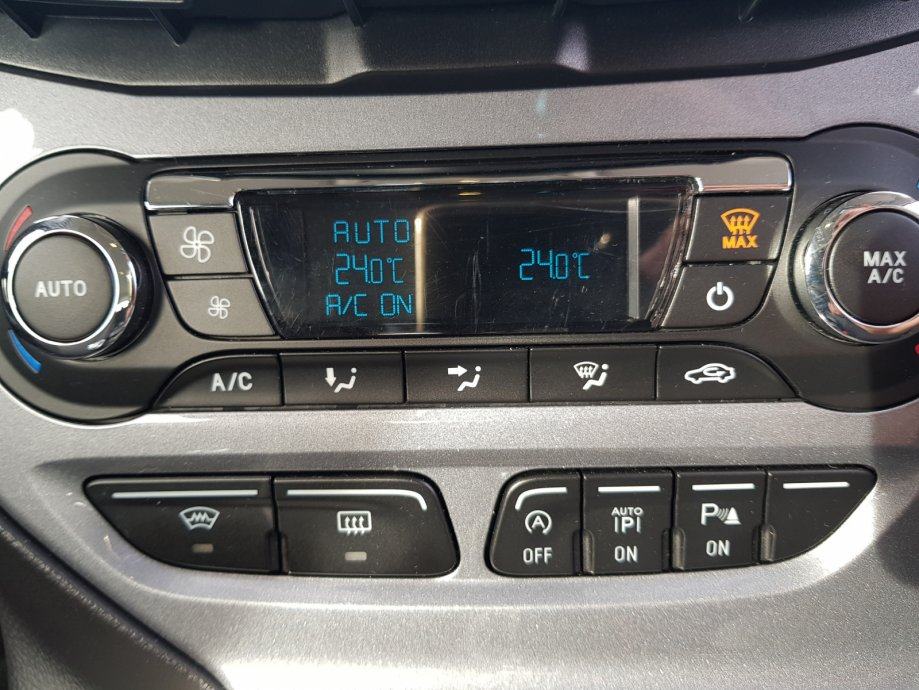 AUTO
AUTO
24.0°C
A/C ON
24.0°C
MAX
MAX
A/C
A/C
A
OFF
AUTO
P
ON
P
ON